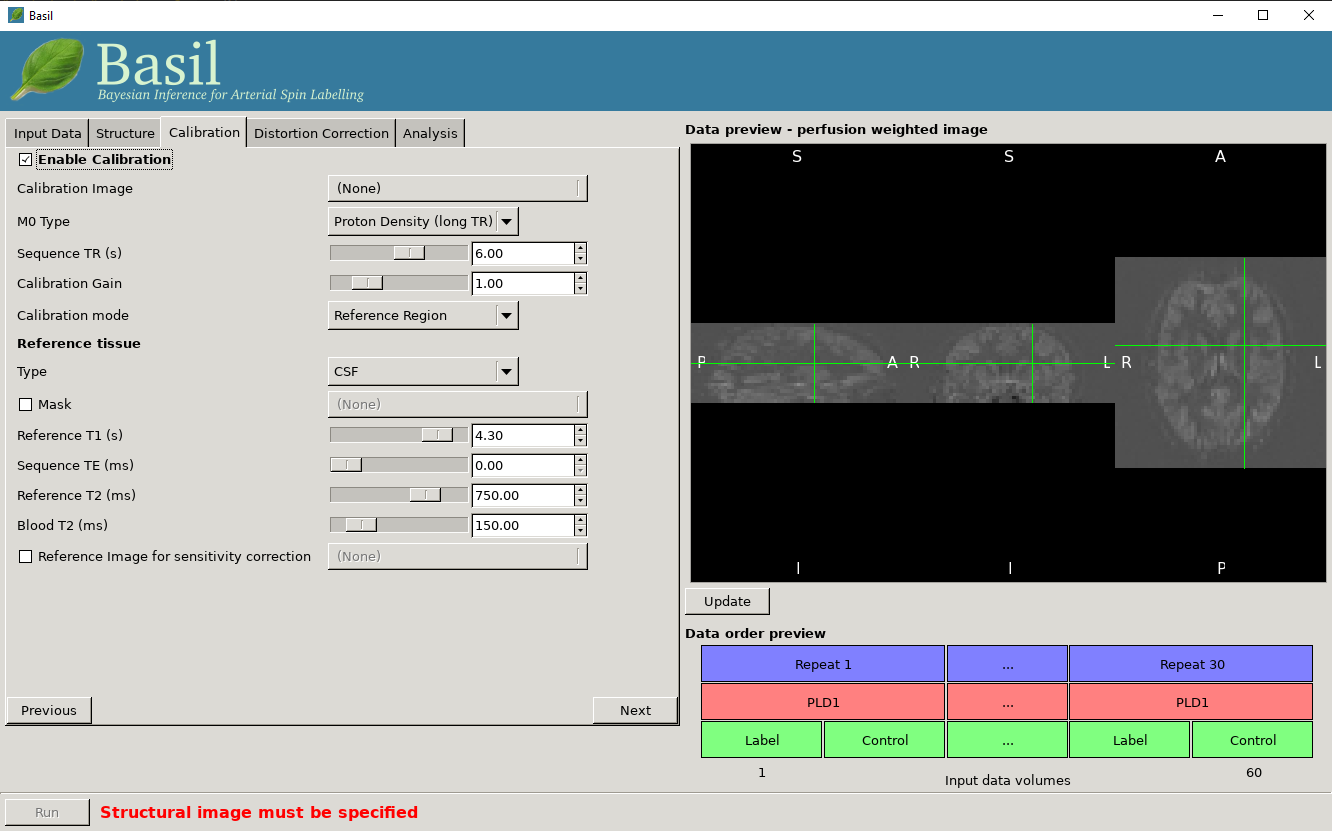 Basil
Basil
Bayesian Inference for Arterial Spin Labelling
Input Data Structure Calibration Distortion Correction Analysis
Enable Calibration
Calibration Image (None)
M0 Type Proton Density (long TR)
Sequence TR (s) 6.00
Calibration Gain 1.00
Calibration mode Reference Region
Reference tissue
Type CSF
Mask (None)
Reference T1 (s) 4.30
Sequence TE (ms) 0.00
Reference T2 (ms) 750.00
Blood T2 (ms) 150.00
Reference Image for sensitivity correction (None)
Previous Next
Data preview - perfusion weighted image
S S A
P A R L R L
I I P
Update
Data order preview
Repeat 1 ... Repeat 30
PLD1 ... PLD1
Label Control ... Label Control
1 60
Input data volumes
Run Structural image must be specified